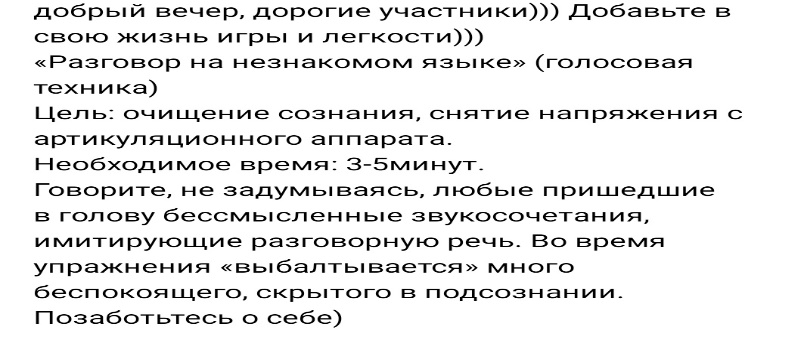 добрый вечер, дорогие участники))) Добавьте в
свою жизнь игры и легкости)))
«Разговор на незнакомом языке» (голосовая
техника)
Цель: очищение сознания, снятие напряжения с
артикуляционного аппарата.
Необходимое время: 3-5минут.
Говорите, не задумываясь, любые пришедшие
в голову бессмысленные звукосочетания,
имитирующие разговорную речь. Во время
упражнения «выбалтывается» много
беспокоящего, скрытого в подсознании.
Позаботьтесь о себе)